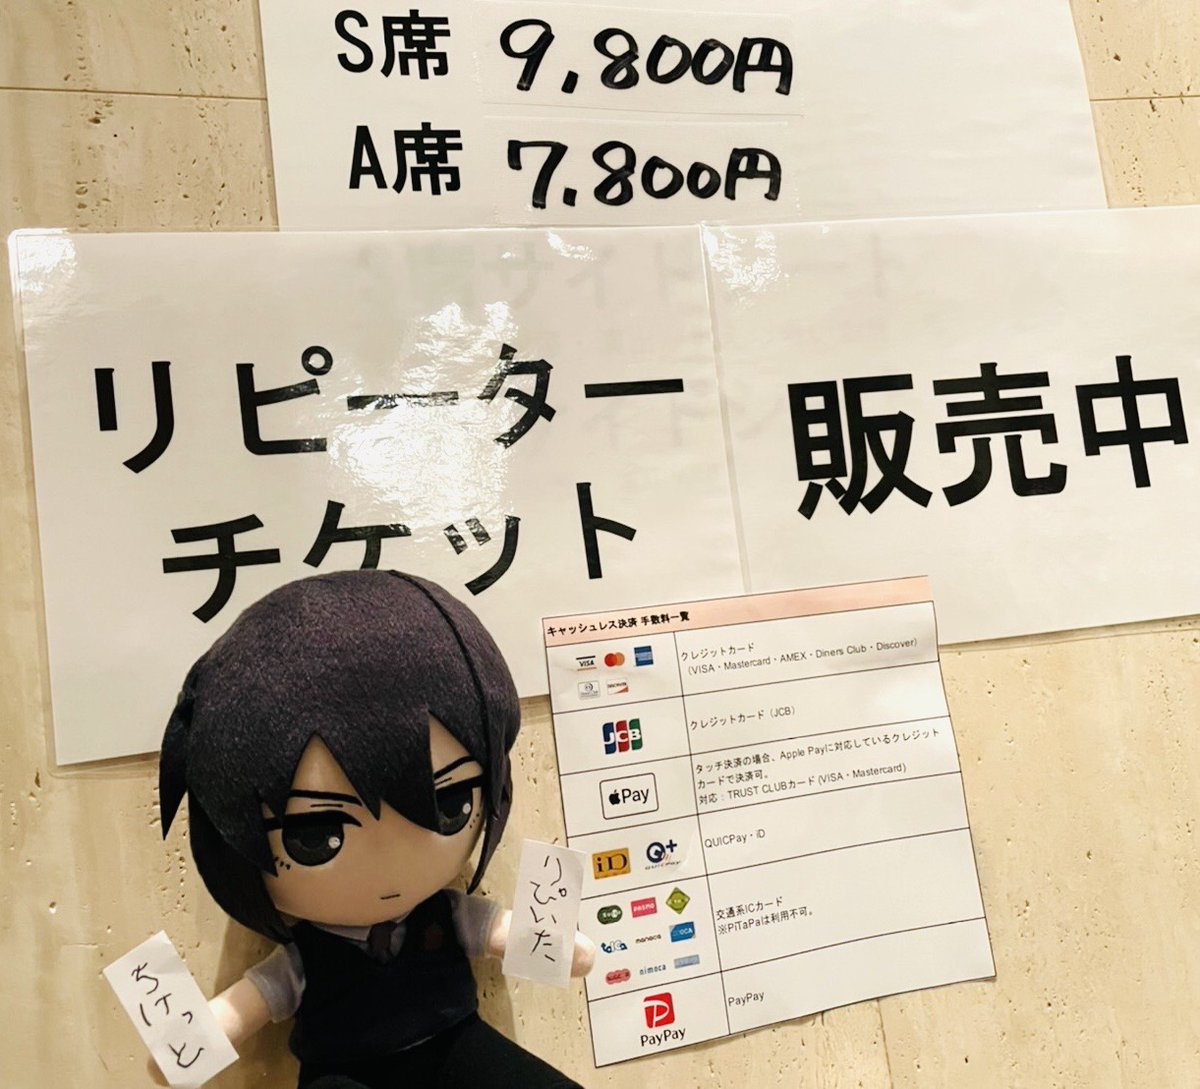 S席 9,800円
A席 7.800円
リピーター
チケット
販売中
キャッシュレス決済 手数料一覧
VISA
クレジットカード
(VISA・Mastercard・AMEX・Diners Club・Discover)
JCB
クレジットカード (JCB)
Pay
タッチ決済の場合、Apple Payに対応しているクレジット
カードで決済可。
対応:TRUST CLUBカード (VISA・Mastercard)
iD
QUICPay
QUICPay・iD
PASMO
TOICA
manaca
ICOCA
nimoca
交通系ICカード
※PiTaPaは利用不可。
PayPay
PayPay
りぴいた
ちけっと